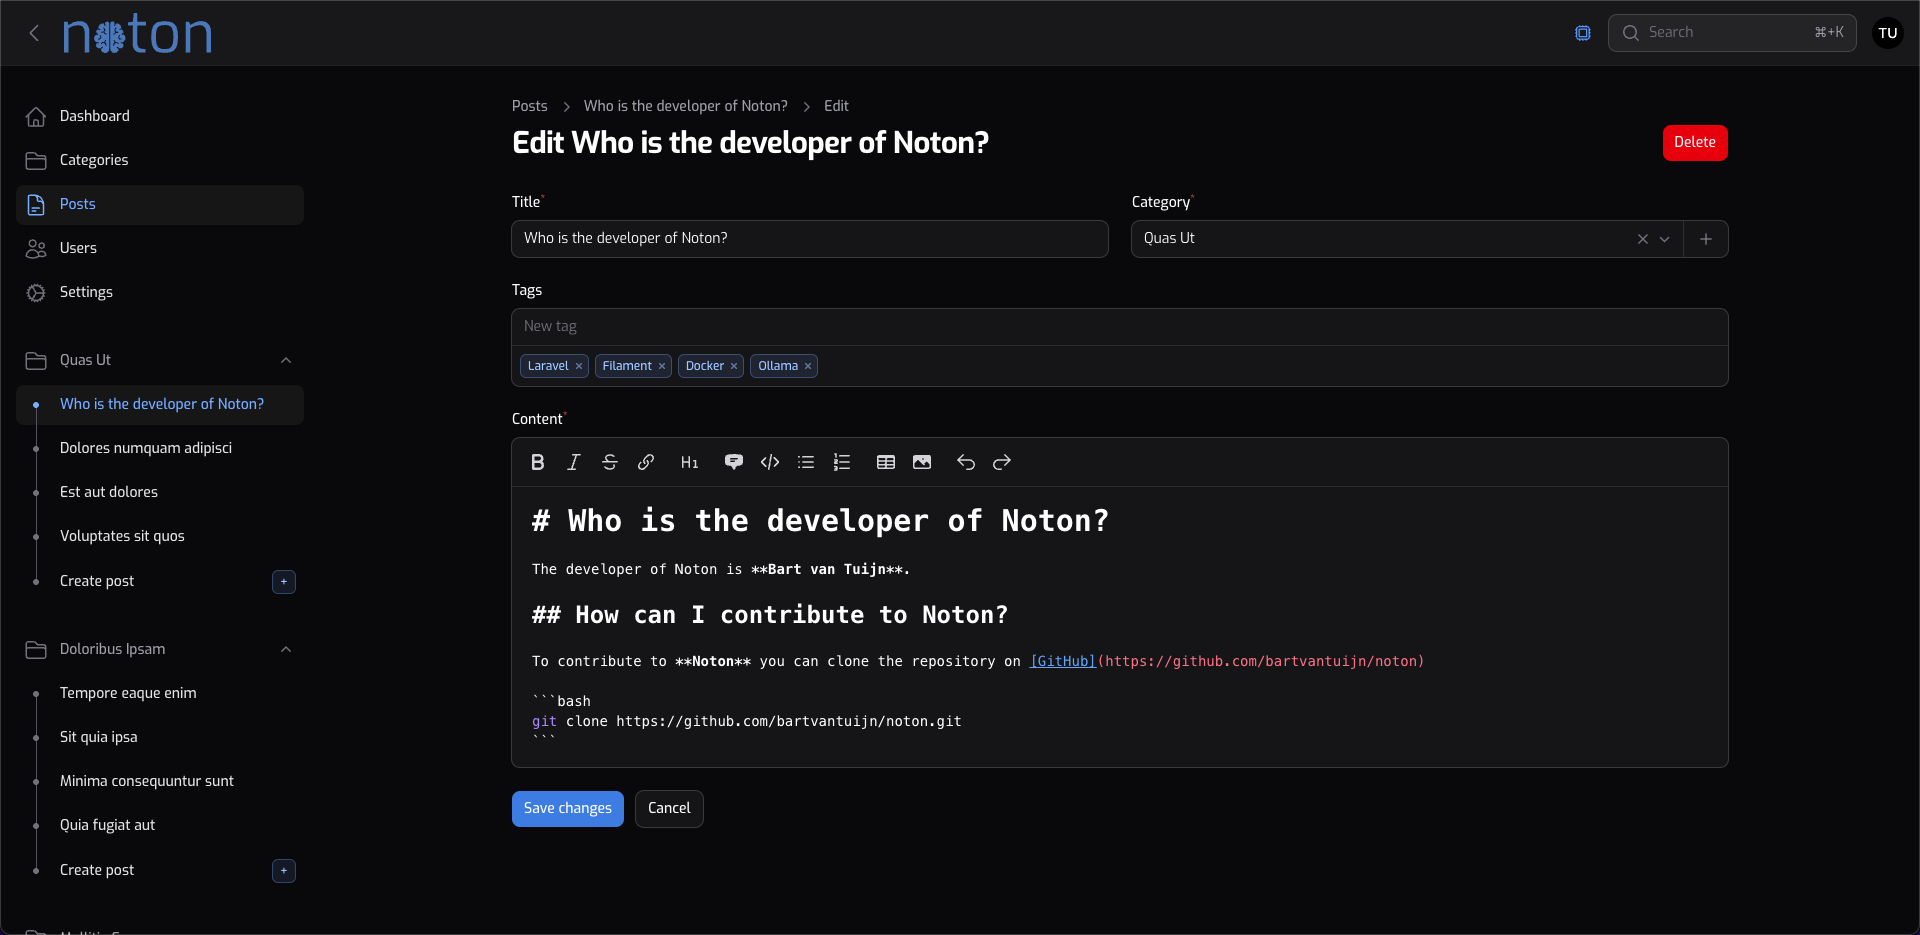 noton
Search ⌘+K
TU
Dashboard
Categories
Posts
Users
Settings
Quas Ut
Who is the developer of Noton?
Dolores numquam adipisci
Est aut dolores
Voluptates sit quos
Create post +
Doloribus Ipsam
Tempore eaque enim
Sit quia ipsa
Minima consequuntur sunt
Quia fugiat aut
Create post +
Posts > Who is the developer of Noton? > Edit
Edit Who is the developer of Noton?
Delete
Title*
Who is the developer of Noton?
Category*
Quas Ut
Tags
New tag
Laravel × Filament × Docker × Ollama ×
Content*
B I S H1
# Who is the developer of Noton?
The developer of Noton is **Bart van Tuijn**.
## How can I contribute to Noton?
To contribute to **Noton** you can clone the repository on [GitHub](https://github.com/bartvantuijn/noton)
```bash
git clone https://github.com/bartvantuijn/noton.git
```
Save changes Cancel